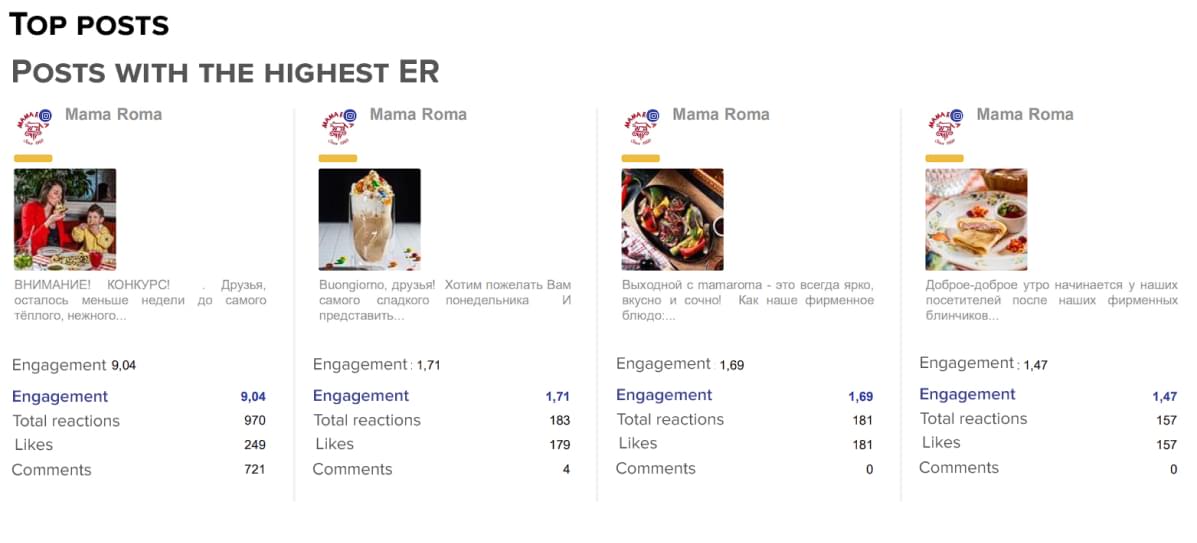 Top posts
Posts with the highest ER
Mama Roma
ВНИМАНИЕ! КОНКУРС! . Друзья,
осталось меньше недели до самого
тёплого, нежного...
Engagement 9,04
Engagement 9,04
Total reactions 970
Likes 249
Comments 721
Mama Roma
Buongiorno, друзья! Хотим пожелать Вам
самого сладкого понедельника И
представить...
Engagement : 1,71
Engagement 1,71
Total reactions 183
Likes 179
Comments 4
Mama Roma
Выходной с mamaroma - это всегда ярко,
вкусно и сочно! Как наше фирменное
блюдо:...
Engagement 1,69
Engagement 1,69
Total reactions 181
Likes 181
Comments 0
Mama Roma
Доброе-доброе утро начинается у наших
посетителей после наших фирменных
блинчиков...
Engagement : 1,47
Engagement 1,47
Total reactions 157
Likes 157
Comments 0